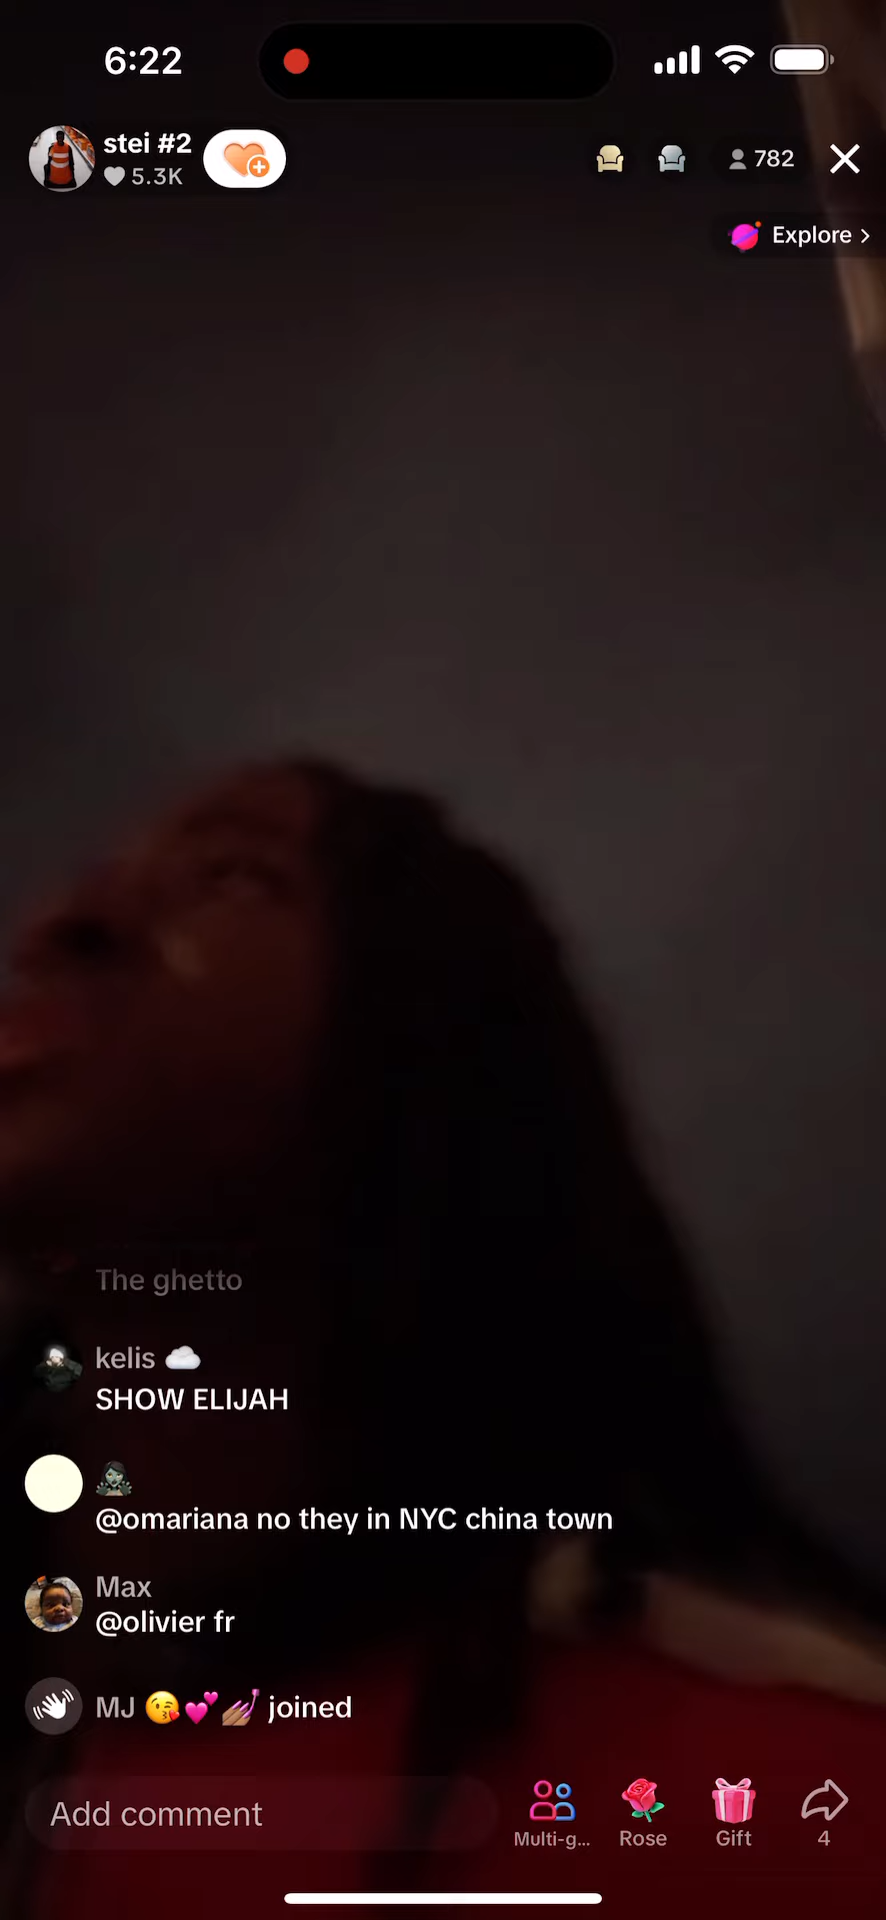 6:22
stei #2
5.3K
782
Explore >
The ghetto
kelis ☁️
SHOW ELIJAH
🧟‍♀️
@omariana no they in NYC china town
Max
@olivier fr
MJ 😘💕💅🏽 joined
Add comment
Multi-g...
Rose
Gift
4